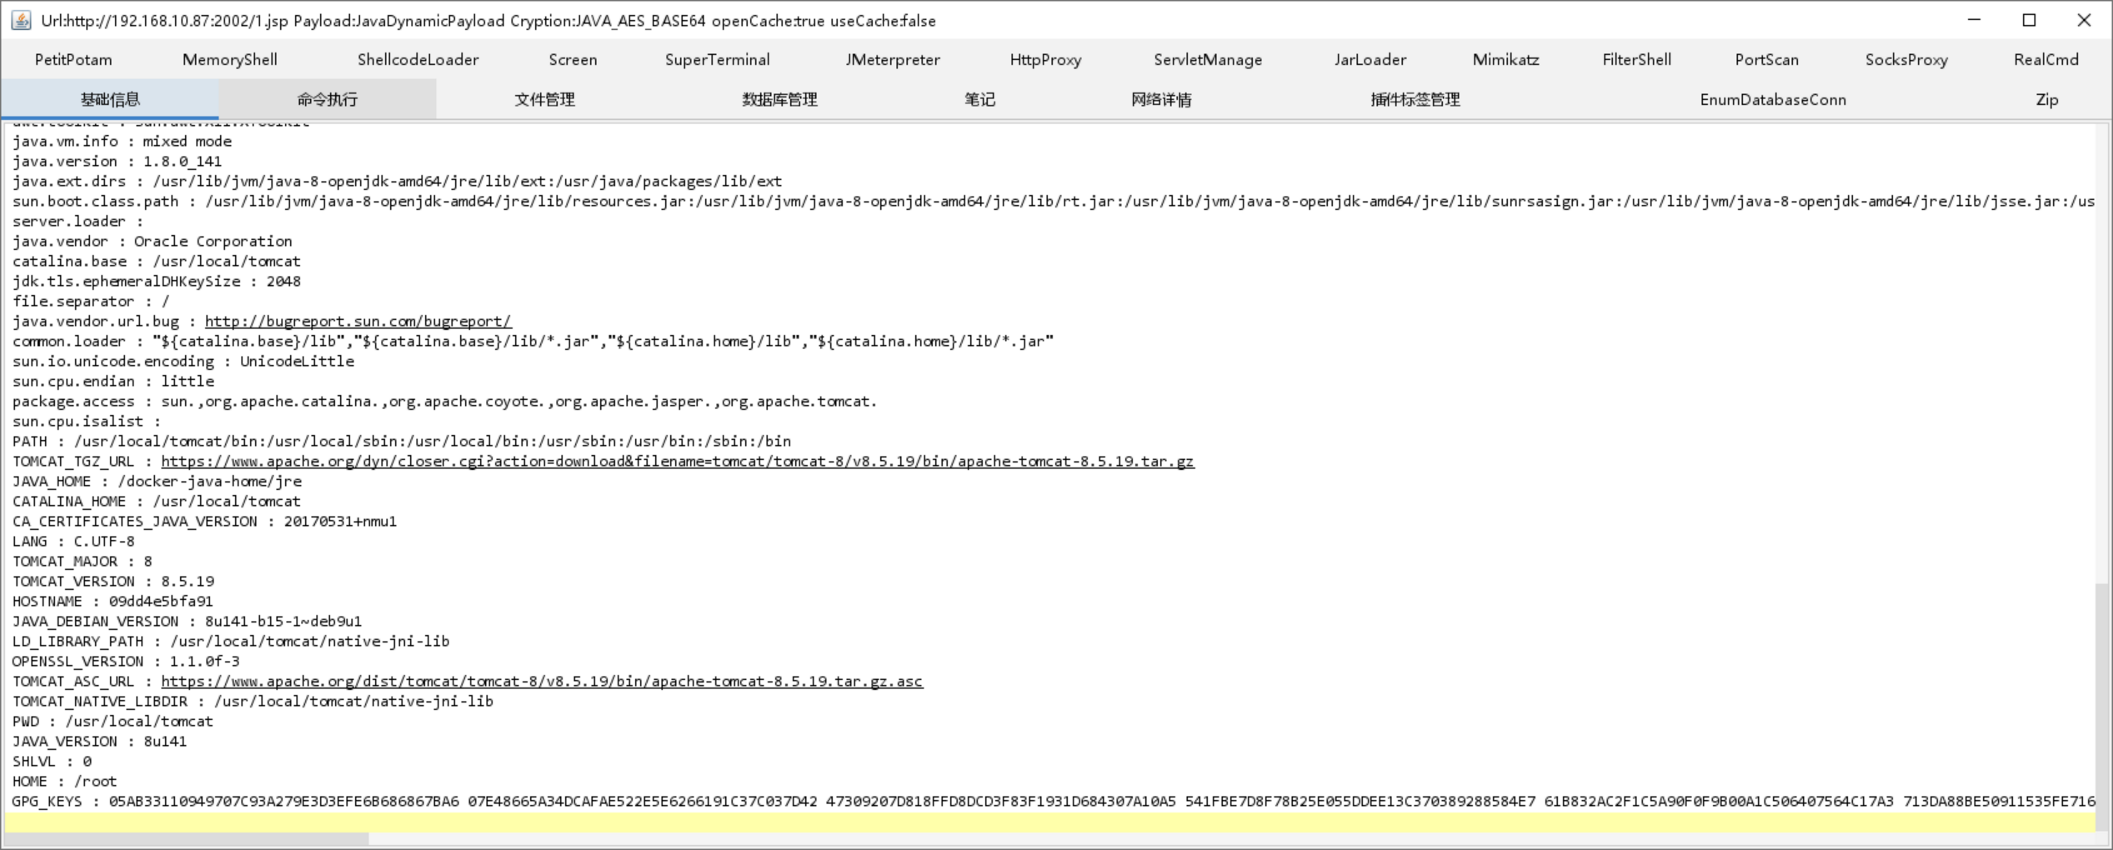 Url:http://192.168.10.87:2002/1.jsp Payload:JavaDynamicPayload Cryption:JAVA_AES_BASE64 openCache:true useCache:false
PetitPotam MemoryShell ShellcodeLoader Screen SuperTerminal JMeterpreter HttpProxy ServletManage JarLoader Mimikatz FilterShell PortScan SocksProxy RealCmd
基础信息 命令执行 文件管理 数据库管理 笔记 网络详情 插件标签管理 EnumDatabaseConn Zip
java.vm.info : mixed mode
java.version : 1.8.0_141
java.ext.dirs : /usr/lib/jvm/java-8-openjdk-amd64/jre/lib/ext:/usr/java/packages/lib/ext
sun.boot.class.path : /usr/lib/jvm/java-8-openjdk-amd64/jre/lib/resources.jar:/usr/lib/jvm/java-8-openjdk-amd64/jre/lib/rt.jar:/usr/lib/jvm/java-8-openjdk-amd64/jre/lib/sunrsasign.jar:/usr/lib/jvm/java-8-openjdk-amd64/jre/lib/jsse.jar:/us
server.loader :
java.vendor : Oracle Corporation
catalina.base : /usr/local/tomcat
jdk.tls.ephemeralDHKeySize : 2048
file.separator : /
java.vendor.url.bug : http://bugreport.sun.com/bugreport/
common.loader : "${catalina.base}/lib","${catalina.base}/lib/*.jar","${catalina.home}/lib","${catalina.home}/lib/*.jar"
sun.io.unicode.encoding : UnicodeLittle
sun.cpu.endian : little
package.access : sun.,org.apache.catalina.,org.apache.coyote.,org.apache.jasper.,org.apache.tomcat.
sun.cpu.isalist :
PATH : /usr/local/tomcat/bin:/usr/local/sbin:/usr/local/bin:/usr/sbin:/usr/bin:/sbin:/bin
TOMCAT_TGZ_URL : https://www.apache.org/dyn/closer.cgi?action=download&filename=tomcat/tomcat-8/v8.5.19/bin/apache-tomcat-8.5.19.tar.gz
JAVA_HOME : /docker-java-home/jre
CATALINA_HOME : /usr/local/tomcat
CA_CERTIFICATES_JAVA_VERSION : 20170531+nmu1
LANG : C.UTF-8
TOMCAT_MAJOR : 8
TOMCAT_VERSION : 8.5.19
HOSTNAME : 09dd4e5bfa91
JAVA_DEBIAN_VERSION : 8u141-b15-1~deb9u1
LD_LIBRARY_PATH : /usr/local/tomcat/native-jni-lib
OPENSSL_VERSION : 1.1.0f-3
TOMCAT_ASC_URL : https://www.apache.org/dist/tomcat/tomcat-8/v8.5.19/bin/apache-tomcat-8.5.19.tar.gz.asc
TOMCAT_NATIVE_LIBDIR : /usr/local/tomcat/native-jni-lib
PWD : /usr/local/tomcat
JAVA_VERSION : 8u141
SHLVL : 0
HOME : /root
GPG_KEYS : 05AB33110949707C93A279E3D3EFE6B686867BA6 07E48665A34DCAFAE522E5E6266191C37C037D42 47309207D818FFD8DCD3F83F1931D684307A10A5 541FBE7D8F78B25E055DDEE13C370389288584E7 61B832AC2F1C5A90F0F9B00A1C506407564C17A3 713DA88BE50911535FE716